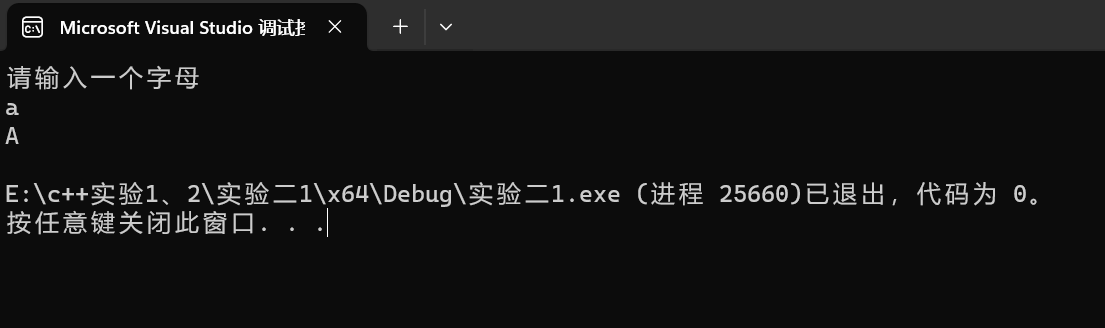 Microsoft Visual Studio 调试
请输入一个字母
a
A
E:\c++实验1、2\实验二1\x64\Debug\实验二1.exe (进程 25660)已退出，代码为 0。
按任意键关闭此窗口. . .